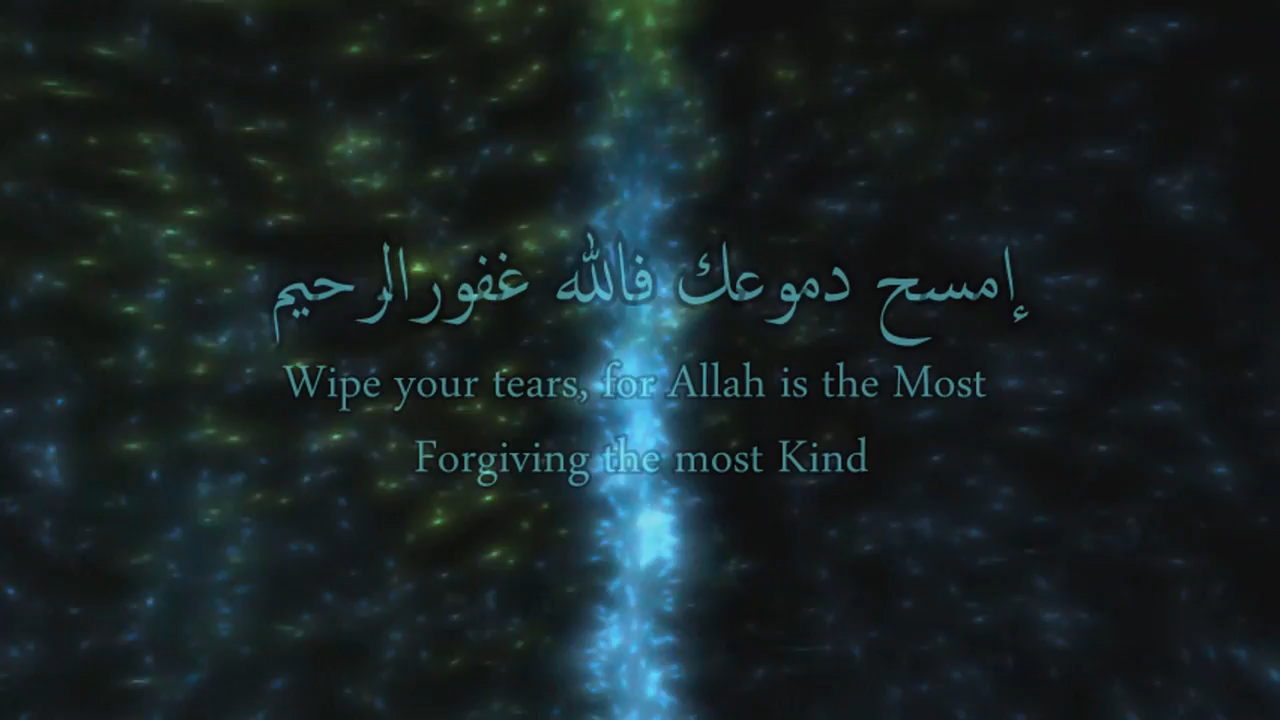 إمسح دموعك فالله غفور الرحيم
Wipe your tears, for Allah is the Most
Forgiving the most Kind